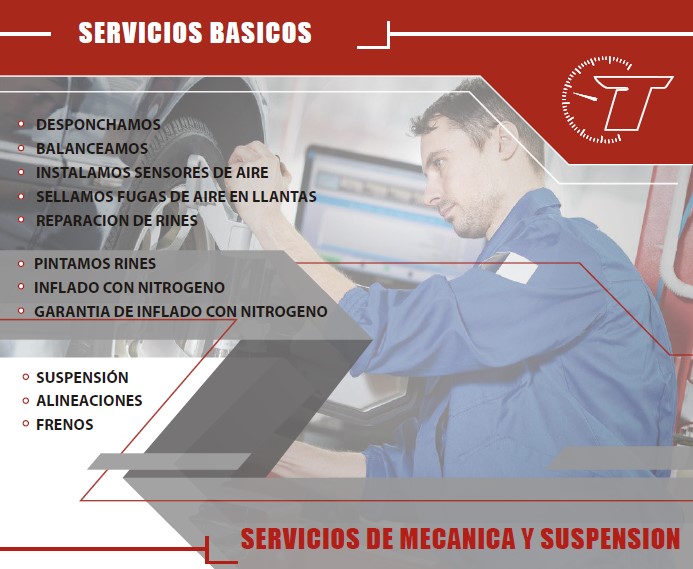 SERVICIOS BASICOS
T
DESPONCHAMOS
BALANCEAMOS
INSTALAMOS SENSORES DE AIRE
SELLAMOS FUGAS DE AIRE EN LLANTAS
REPARACION DE RINES
PINTAMOS RINES
INFLADO CON NITROGENO
GARANTIA DE INFLADO CON NITROGENO
SUSPENSIÓN
ALINEACIONES
FRENOS
SERVICIOS DE MECANICA Y SUSPENSION